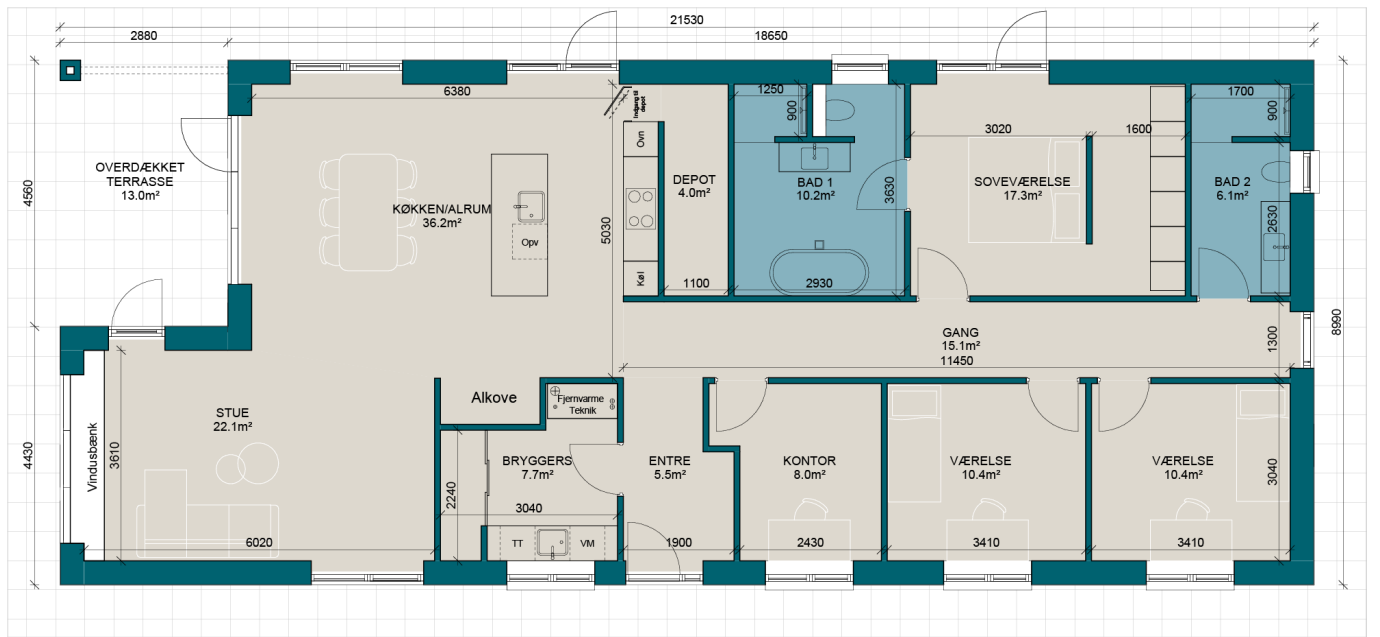 21530
2880
18650
6380
1250
900
3020
1600
1700
900
Indgang til
depot
Ovn
OVERDÆKKET
TERRASSE
13.0m²
4560
KØKKEN/ALRUM
36.2m²
Opv
5030
Køl
DEPOT
4.0m²
1100
BAD 1
10.2m²
3630
2930
SOVEVÆRELSE
17.3m²
BAD 2
6.1m²
2630
GANG
15.1m²
11450
1300
8990
Alkove
Fjernvarme
Teknik
STUE
22.1m²
Vindusbænk
3610
4430
6020
BRYGGERS
7.7m²
2240
3040
TT
VM
ENTRE
5.5m²
1900
KONTOR
8.0m²
2430
VÆRELSE
10.4m²
3410
VÆRELSE
10.4m²
3040
3410